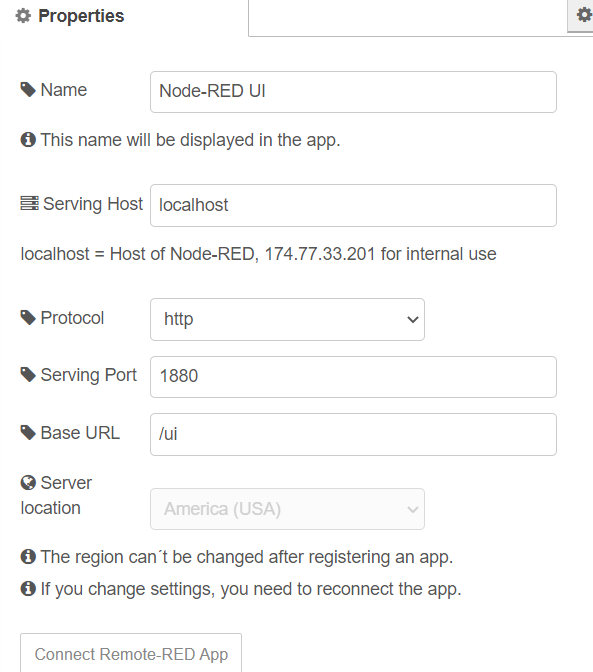 Properties
Name
Node-RED UI
This name will be displayed in the app.
Serving Host
localhost
localhost = Host of Node-RED, 174.77.33.201 for internal use
Protocol
http
Serving Port
1880
Base URL
/ui
Server
location
America (USA)
The region can´t be changed after registering an app.
If you change settings, you need to reconnect the app.
Connect Remote-RED App